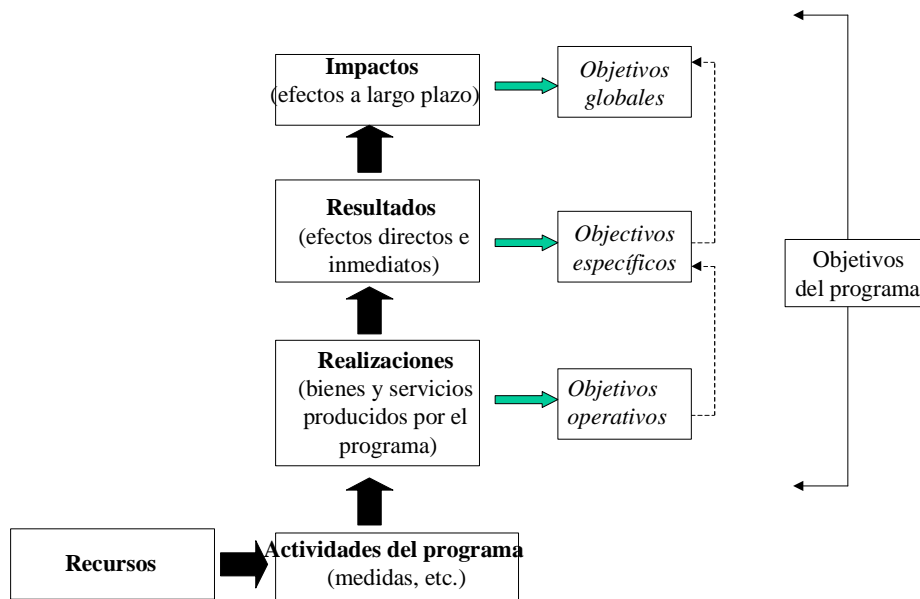 Impactos
(efectos a largo plazo)
Objetivos
globales
Resultados
(efectos directos e
inmediatos)
Objectivos
específicos
Objetivos
del programa
Realizaciones
(bienes y servicios
producidos por el
programa)
Objetivos
operativos
Recursos
Actividades del programa
(medidas, etc.)